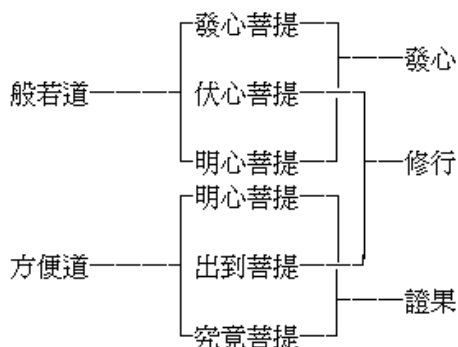 發心菩提
發心
般若道
伏心菩提
明心菩提
修行
明心菩提
方便道
出到菩提
證果
究竟菩提